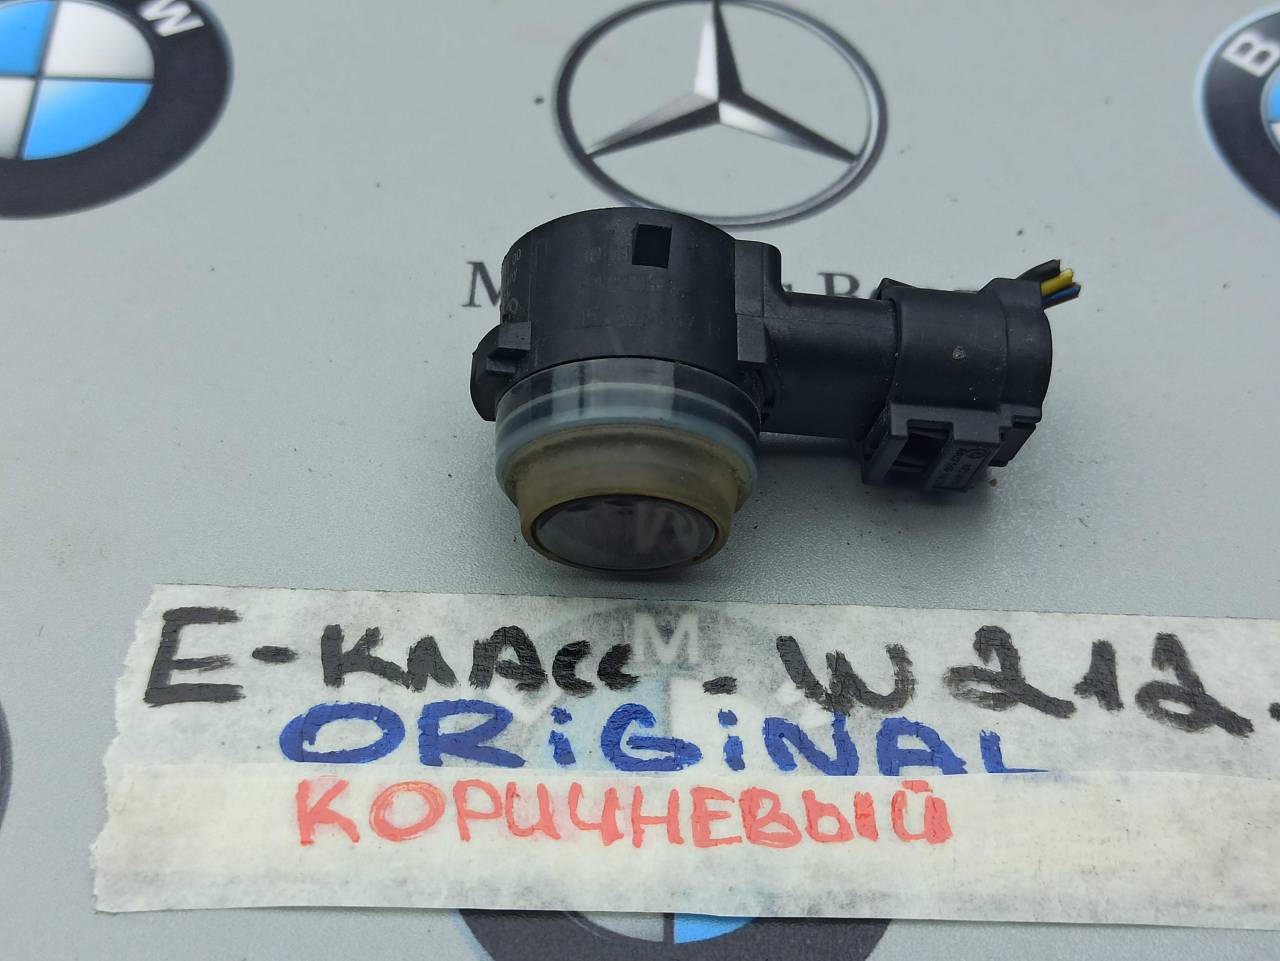 W
B
Е-класс - W212.
ORiGiNAL
коричневый